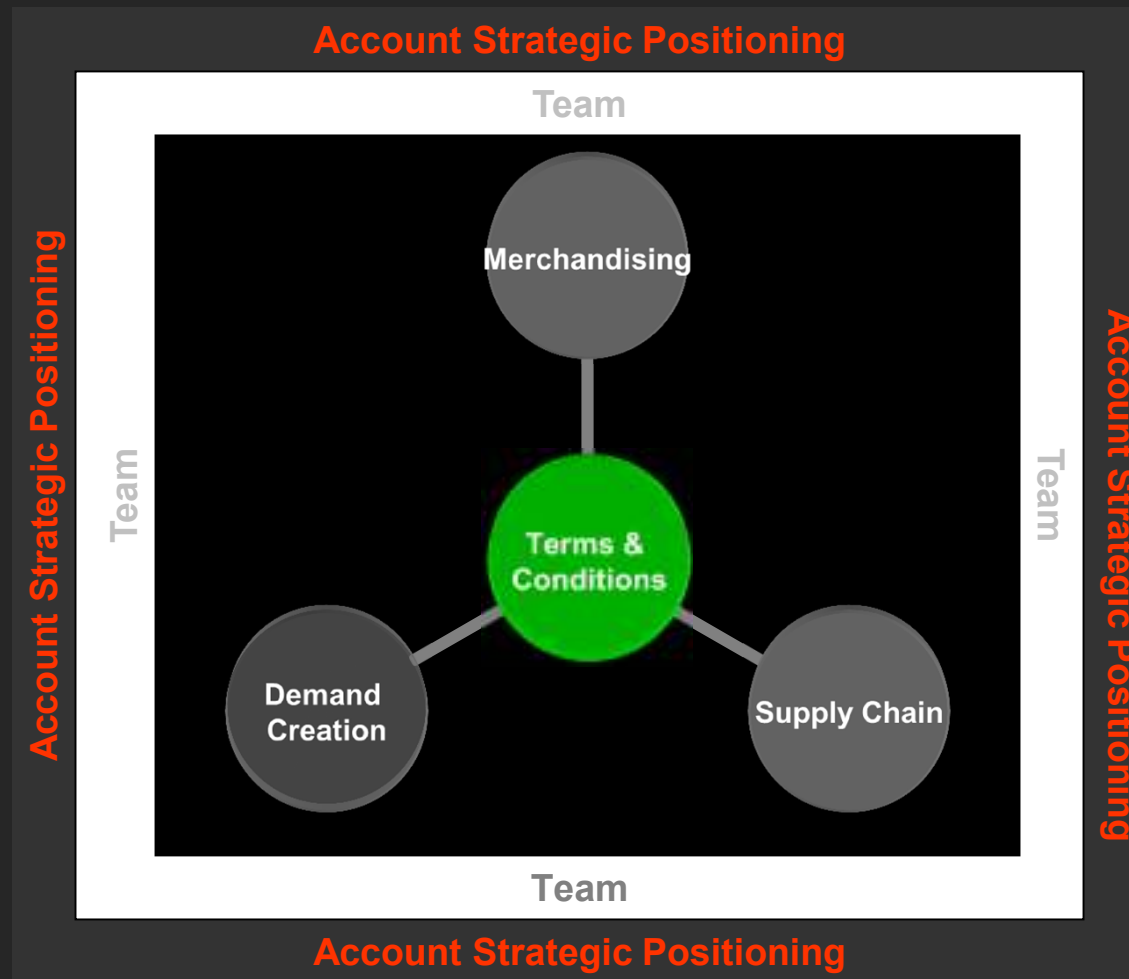 Account Strategic Positioning
Team
Account Strategic Positioning
Team
Merchandising
Team
Account Strategic Positioning
Terms &
Conditions
Demand
Creation
Supply Chain
Team
Account Strategic Positioning